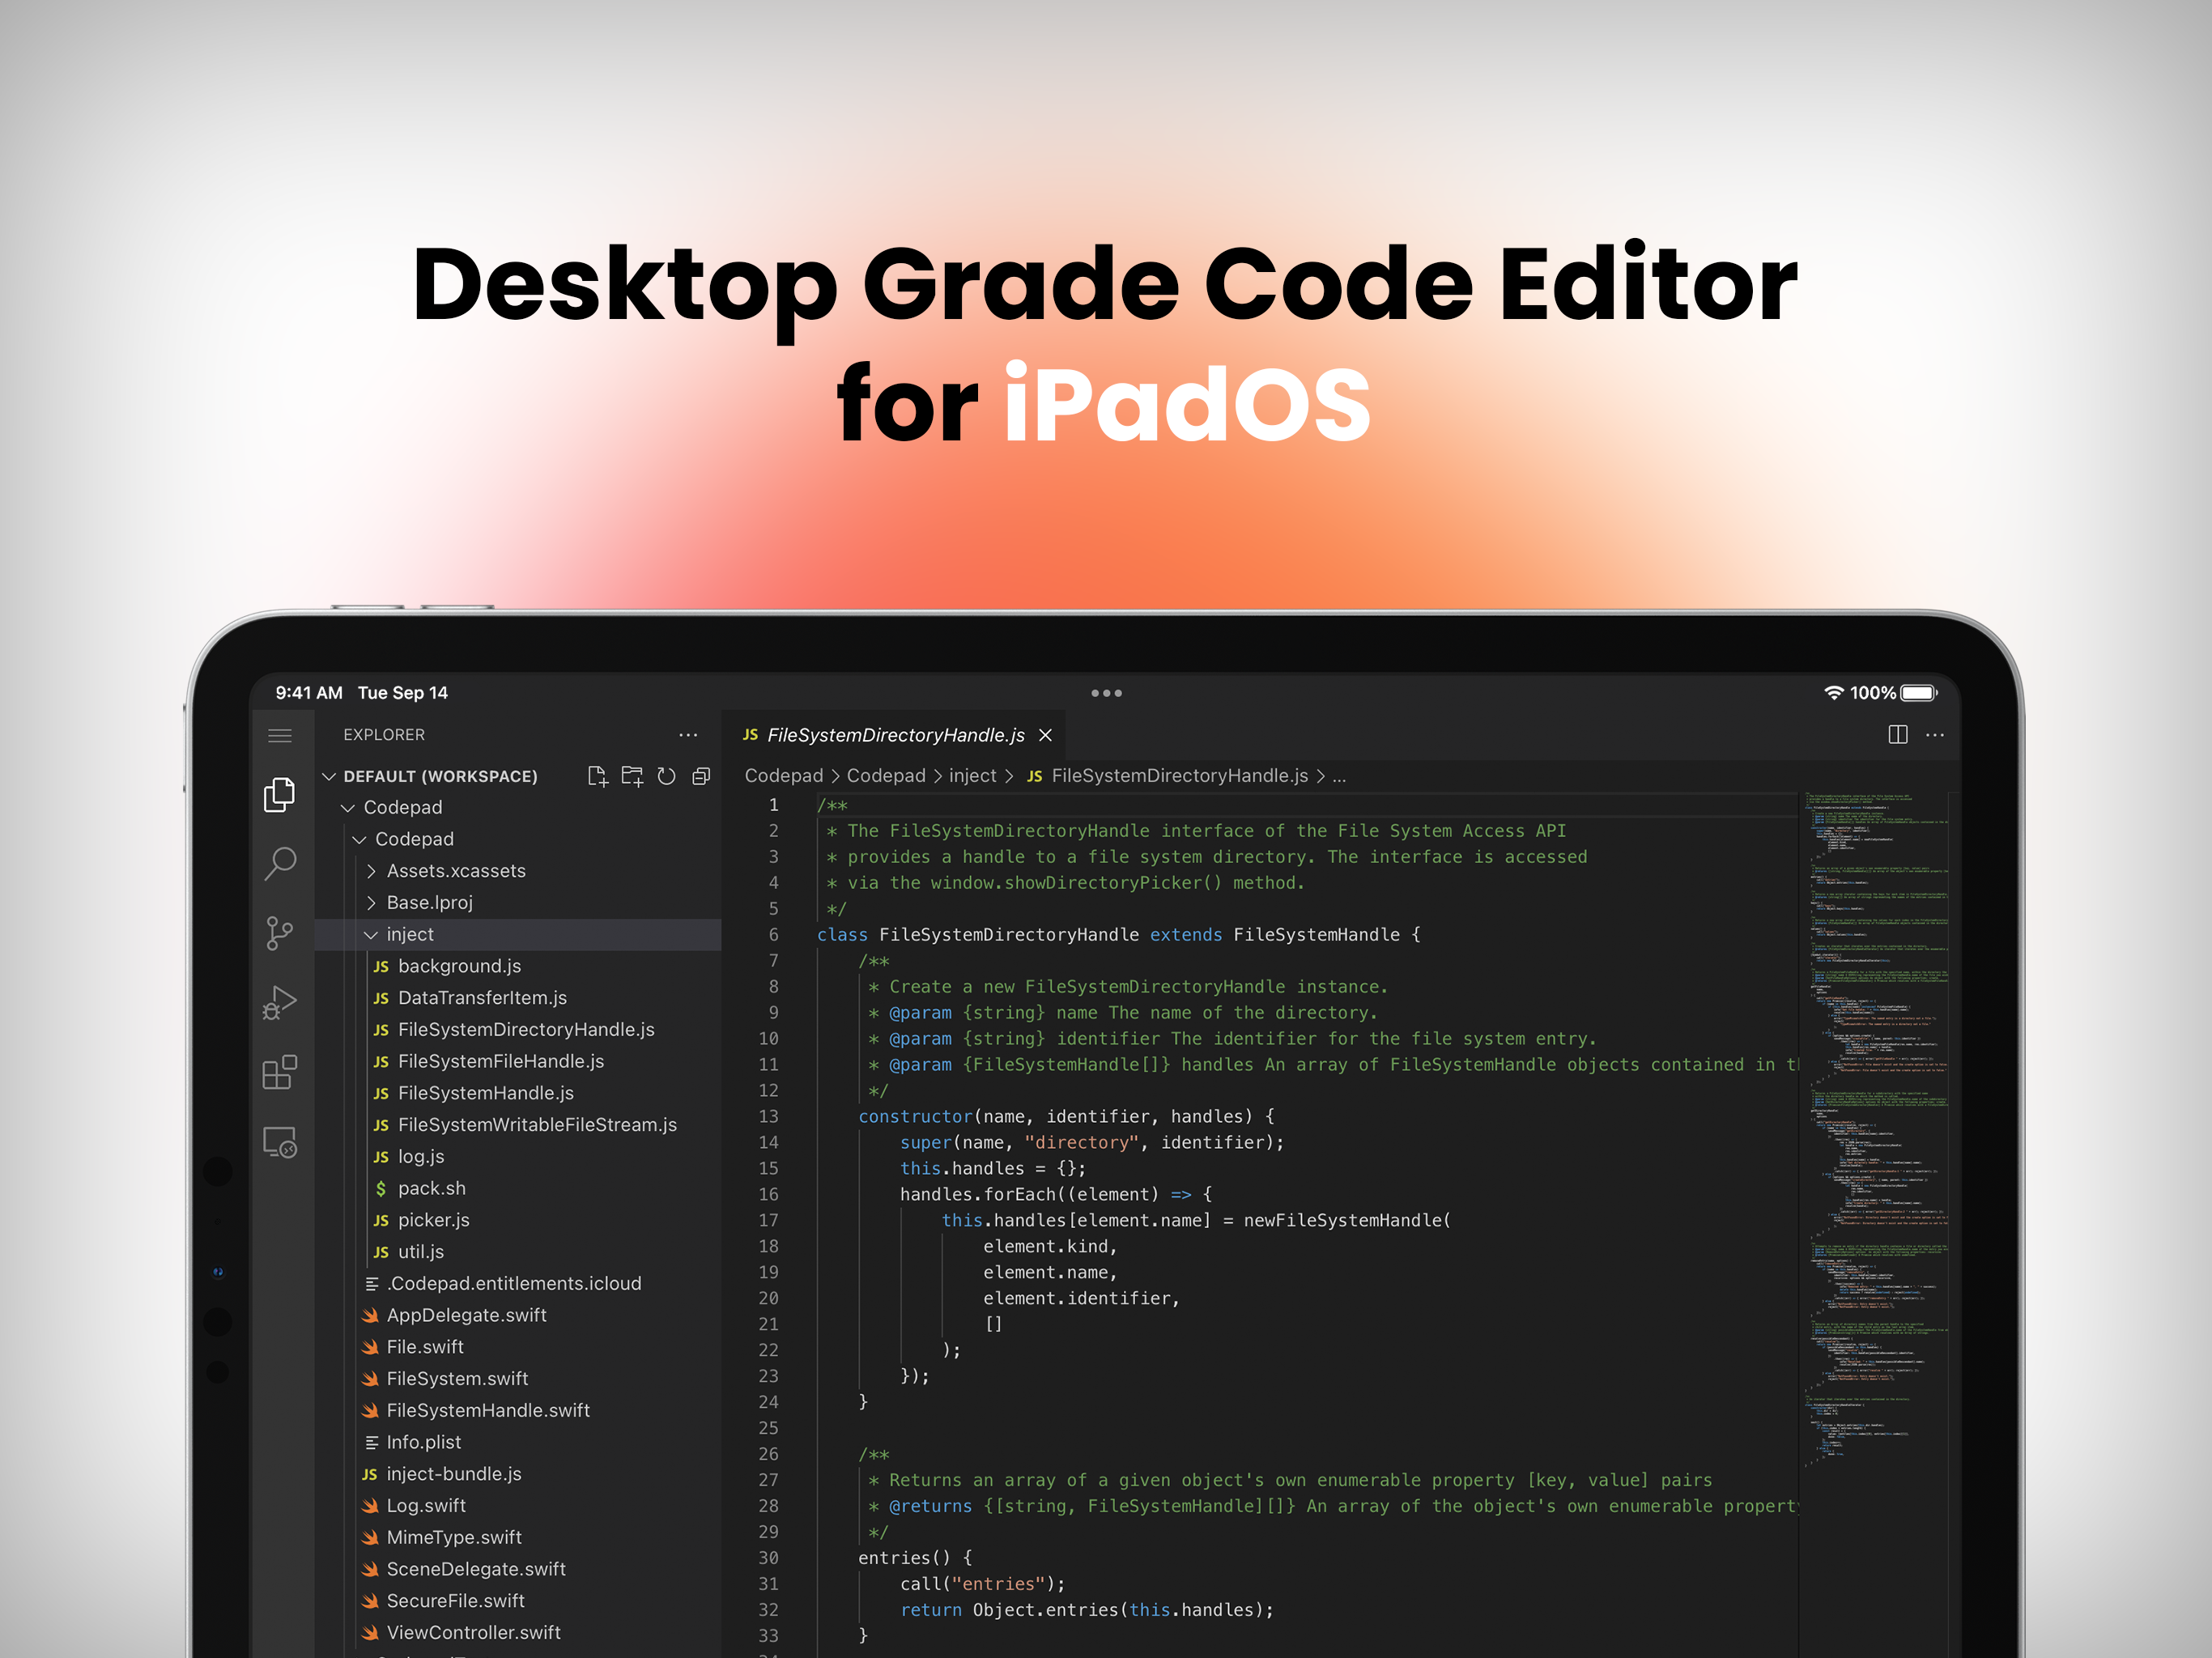 Desktop Grade Code Editor
for iPadOS
9:41 AM Tue Sep 14
100%
EXPLORER
DEFAULT (WORKSPACE)
Codepad
Codepad
Assets.xcassets
Base.lproj
inject
JS background.js
JS DataTransferItem.js
JS FileSystemDirectoryHandle.js
JS FileSystemFileHandle.js
JS FileSystemHandle.js
JS FileSystemWritableFileStream.js
JS log.js
$ pack.sh
JS picker.js
JS util.js
.Codepad.entitlements.icloud
AppDelegate.swift
File.swift
FileSystem.swift
FileSystemHandle.swift
Info.plist
JS inject-bundle.js
Log.swift
MimeType.swift
SceneDelegate.swift
SecureFile.swift
ViewController.swift
JS FileSystemDirectoryHandle.js
Codepad > Codepad > inject > JS FileSystemDirectoryHandle.js > ...
1 /**
2 * The FileSystemDirectoryHandle interface of the File System Access API
3 * provides a handle to a file system directory. The interface is accessed
4 * via the window.showDirectoryPicker() method.
5 */
6 class FileSystemDirectoryHandle extends FileSystemHandle {
7 /**
8 * Create a new FileSystemDirectoryHandle instance.
9 * @param {string} name The name of the directory.
10 * @param {string} identifier The identifier for the file system entry.
11 * @param {FileSystemHandle[]} handles An array of FileSystemHandle objects contained in
12 */
13 constructor(name, identifier, handles) {
14 super(name, "directory", identifier);
15 this.handles = {};
16 handles.forEach((element) => {
17 this.handles[element.name] = newFileSystemHandle(
18 element.kind,
19 element.name,
20 element.identifier,
21 []
22 );
23 });
24 }
25
26 /**
27 * Returns an array of a given object's own enumerable property [key, value] pairs
28 * @returns {[string, FileSystemHandle][]} An array of the object's own enumerable property
29 */
30 entries() {
31 call("entries");
32 return Object.entries(this.handles);
33 }